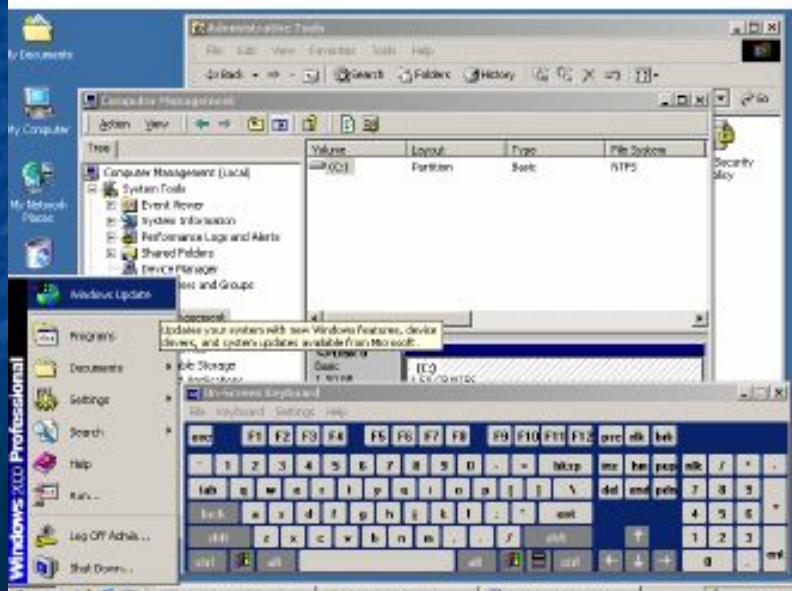 Administrative Tools
My Documents
File Edit View Favorites Tools Help
Back Search Folders History
Computer Management
Go
My Computer
Action View
Tree
Volume Layout Type File System
(C:) Partition Basic NTFS
Security
Policy
Computer Management (Local)
System Tools
My Network
Places
Event Viewer
System Information
Performance Logs and Alerts
Shared Folders
Device Manager
Users and Groups
Windows Update
Updates your system with new Windows features, device
drivers, and system updates available from Microsoft.
Programs
Documents
Basic
(C:)
Settings
On-Screen Keyboard
File Keyboard Settings Help
Search
esc F1 F2 F3 F4 F5 F6 F7 F8 F9 F10 F11 F12 psc slk brk
Help
1 2 3 4 5 6 7 8 9 0 - = bksp ins hm pup nlk / * -
Run...
tab q w e r t y u i o p [ ] \ del end pdn 7 8 9 +
lock a s d f g h j k l ; ' ent 4 5 6
Log Off Admin...
shft z x c v b n m , . / shft 1 2 3
Shut Down...
ctrl alt alt ctrl 0 . ent
Windows 2000 Professional